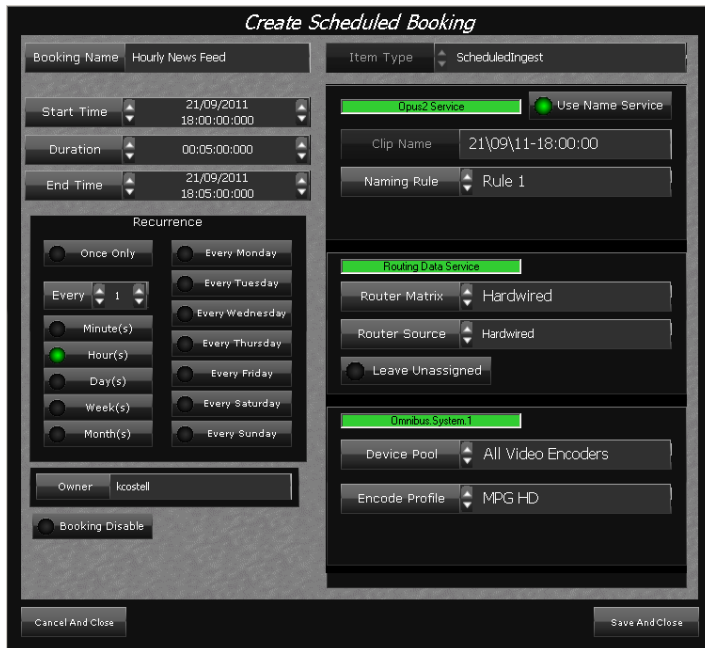 Create Scheduled Booking
Booking Name Hourly News Feed
Item Type ScheduledIngest
Start Time 21/09/2011 18:00:00:000
Duration 00:05:00:000
End Time 21/09/2011 18:05:00:000
Recurrence
Once Only
Every 1
Minute(s)
Hour(s)
Day(s)
Week(s)
Month(s)
Every Monday
Every Tuesday
Every Wednesday
Every Thursday
Every Friday
Every Saturday
Every Sunday
Owner kcostell
Booking Disable
Opus2 Service
Use Name Service
Clip Name 21\09\11-18:00:00
Naming Rule Rule 1
Routing Data Service
Router Matrix Hardwired
Router Source Hardwired
Leave Unassigned
Omnibus.System.1
Device Pool All Video Encoders
Encode Profile MPG HD
Cancel And Close
Save And Close